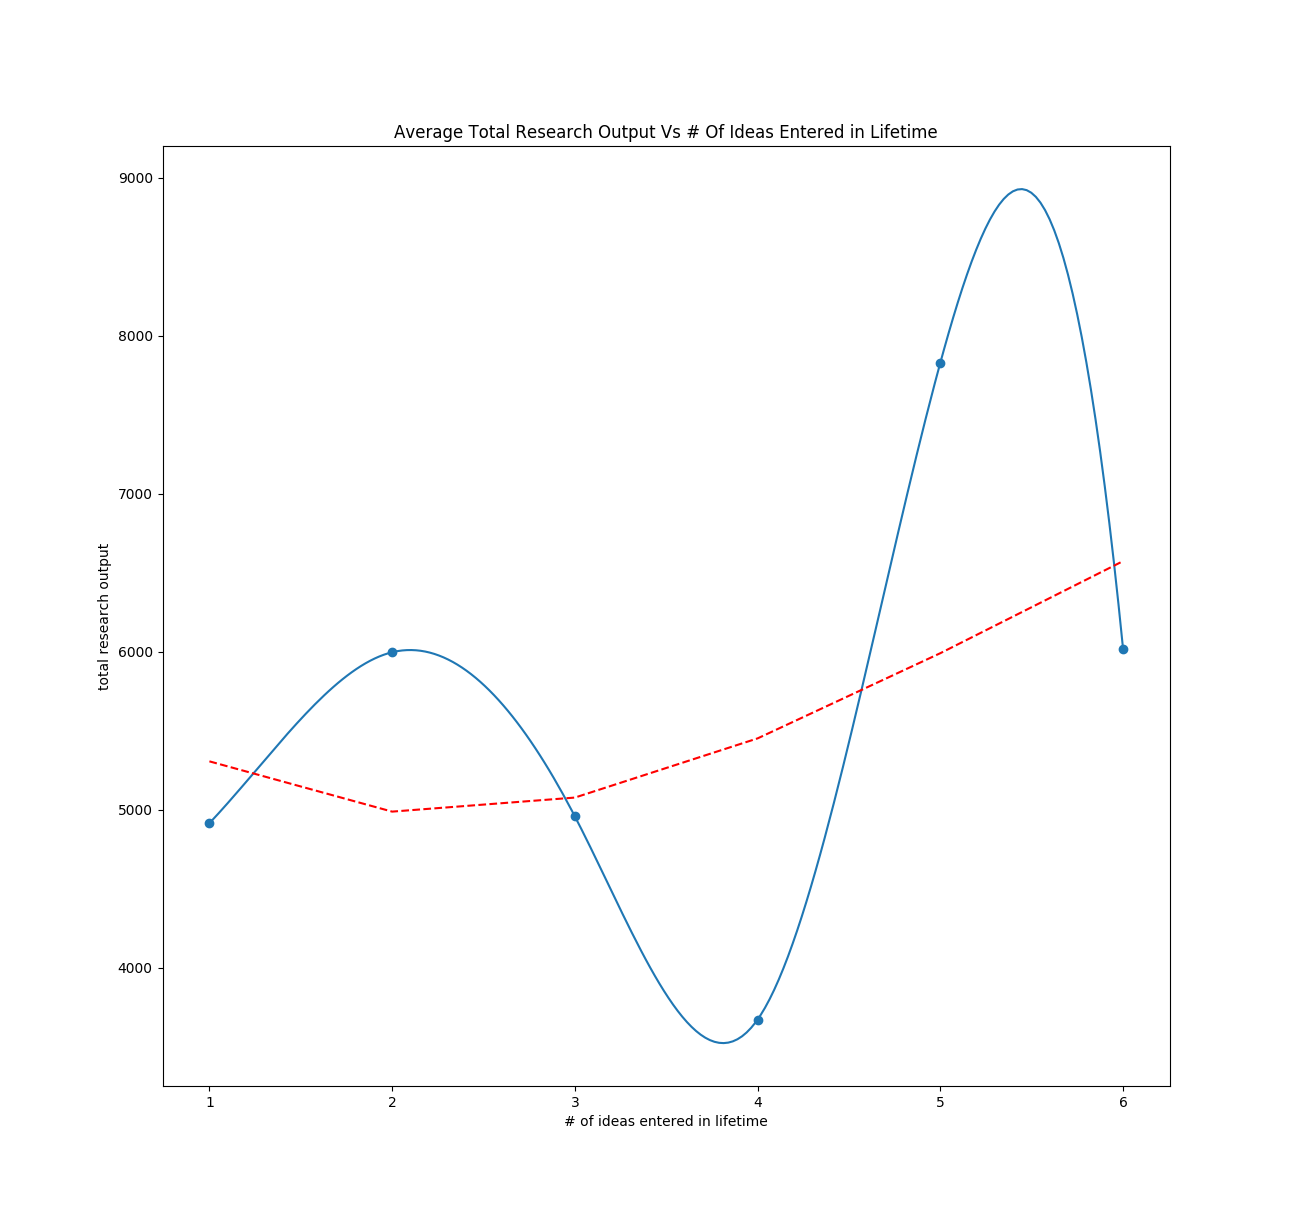 Average Total Research Output Vs # Of Ideas Entered in Lifetime
9000
8000
7000
6000
5000
4000
total research output
1 2 3 4 5 6
# of ideas entered in lifetime